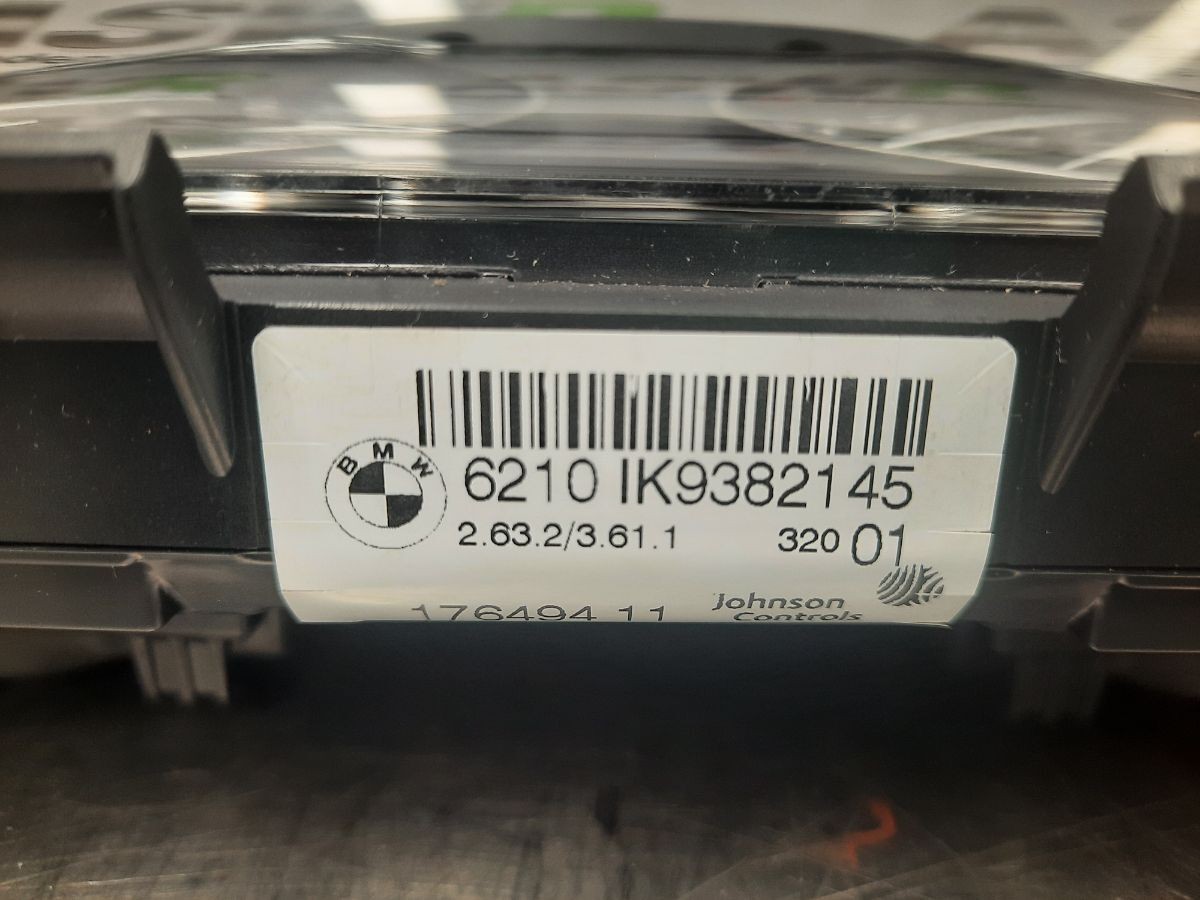 BMW
6210 IK9382145
2.63.2/3.61.1 320 01
176494 11 Johnson
Controls